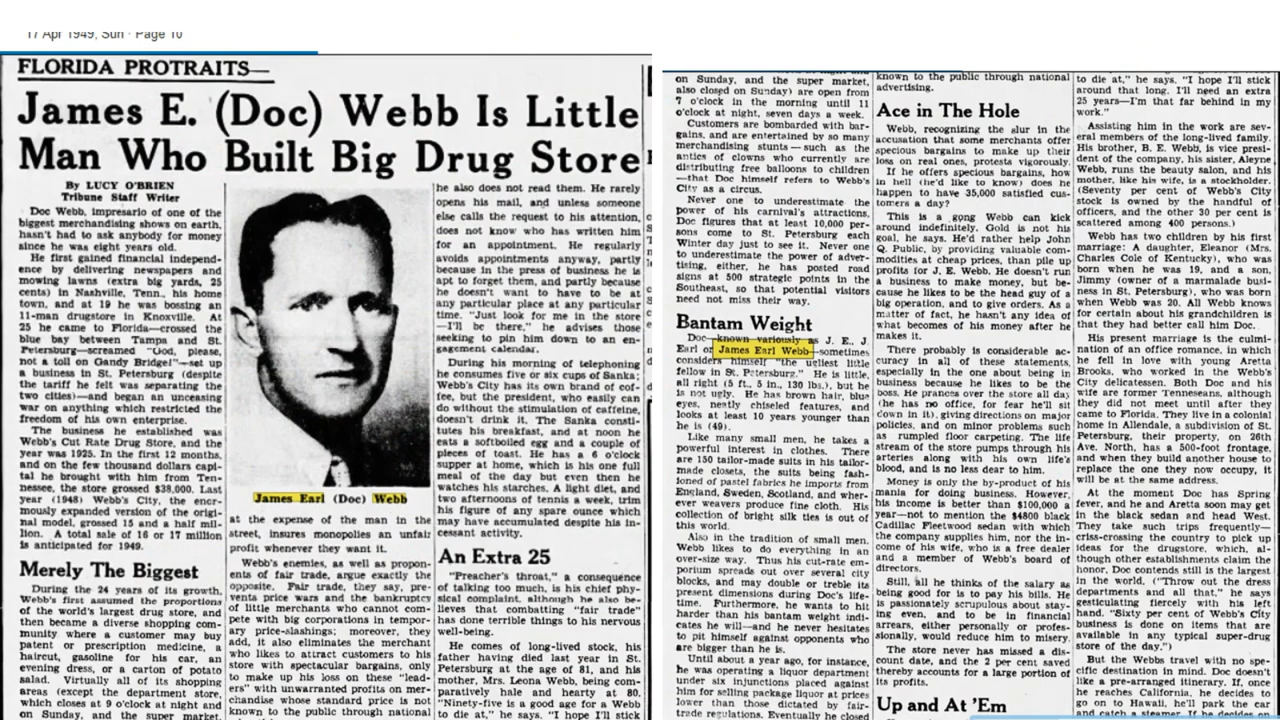 17 Apr 1949, Sun · Page 10
FLORIDA PROTRAITS—
James E. (Doc) Webb Is Little
Man Who Built Big Drug Store
By LUCY O'BRIEN
Tribune Staff Writer
Doc Webb, impresario of one of the
biggest merchandising shows on earth,
hasn't had to ask anybody for money
since he was eight years old.
He first gained financial independ-
ence by delivering newspapers and
mowing lawns (extra big yards, 25
cents) in Nashville, Tenn., his home
town, and at 19 he was bossing an
11-man drugstore in Knoxville. At
25 he came to Florida—crossed the
blue bay between Tampa and St.
Petersburg—screamed "God, please,
not a toll on Gandy Bridge!"—set up
a business in St. Petersburg (despite
the tariff he felt was separating the
two cities)—and began an unceasing
war on anything which restricted the
freedom of his own enterprise.
The business he established was
Webb's Cut Rate Drug Store, and the
year was 1925. In the first 12 months,
and on the few thousand dollars capi-
tal he brought with him from Ten-
nessee, the store grossed $38,000. Last
year (1948) Webb's City, the enor-
mously expanded version of the origi-
nal model, grossed 15 and a half mil-
lion. A total sale of 16 or 17 million
is anticipated for 1949.
Merely The Biggest
During the 24 years of its growth,
Webb's first assumed the proportions
of the world's largest drug store, and
then became a diverse shopping com-
munity where a customer may buy
patent or prescription medicine, a
haircut, gasoline for his car, an
evening dress, or a carton of potato
salad. Virtually all of its shopping
areas (except the department store,
which closes at 9 o'clock at night and
on Sunday, and the super market,
James Earl (Doc) Webb
at the expense of the man in the
street, insures monopolies an unfair
profit whenever they want it.
Webb's enemies, as well as propon-
ents of fair trade, argue exactly the
opposite. Fair trade, they say, pre-
vents price wars and the bankruptcy
of little merchants who cannot com-
pete with big corporations in tempor-
ary price-slashings; moreover, they
add, it also eliminates the merchant
who likes to attract customers to his
store with spectacular bargains, only
to make up his loss on these "lead-
ers" with unwarranted profits on mer-
chandise whose standard price is not
known to the public through national
he also does not read them. He rarely
opens his mail, and unless someone
else calls the request to his attention,
does not know who has written him
for an appointment. He regularly
avoids appointments anyway, partly
because in the press of business he is
apt to forget them, and partly because
he doesn't want to have to be at
any particular place at any particular
time. "Just look for me in the store
—I'll be there," he advises those
seeking to pin him down to an en-
gagement calendar.
During his morning of telephoning
he consumes five or six cups of Sanka;
Webb's City has its own brand of cof-
fee, but the president, who easily can
do without the stimulation of caffeine,
doesn't drink it. The Sanka consti-
tutes his breakfast, and at noon he
eats a softboiled egg and a couple of
pieces of toast. He has a 6 o'clock
supper at home, which is his one full
meal of the day but even then he
watches his starches. A light diet, and
two afternoons of tennis a week, trim
his figure of any spare ounce which
may have accumulated despite his in-
cessant activity.
An Extra 25
"Preacher's throat," a consequence
of talking too much, is his chief phy-
sical complaint, although he also be-
lieves that combatting "fair trade"
has done terrible things to his nervous
well-being.
He comes of long-lived stock, his
father having died last year in St.
Petersburg at the age of 81, and his
mother, Mrs. Leona Webb, being com-
paratively hale and hearty at 80.
"Ninety-five is a good age for a Webb
to die at," he says. "I hope I'll stick
on Sunday, and the super market,
also closed on Sunday) are open from
7 o'clock in the morning until 11
o'clock at night, seven days a week.
Customers are bombarded with bar-
gains, and are entertained by so many
merchandising stunts — such as the
antics of clowns who currently are
distributing free balloons to children
—that Doc himself refers to Webb's
City as a circus.
Never one to underestimate the
power of his carnival's attractions,
Doc figures that at least 10,000 per-
sons come to St. Petersburg each
Winter day just to see it. Never one
to underestimate the power of adver-
tising, either, he has posted road
signs at 500 strategic points in the
Southeast, so that potential visitors
need not miss their way.
Bantam Weight
Doc—known variously as J. E., J.
Earl or James Earl Webb—sometimes
considers himself "the ugliest little
fellow in St. Petersburg." He is little,
all right (5 ft., 5 in., 130 lbs.), but he
is not ugly. He has brown hair, blue
eyes, neatly chiseled features, and
looks at least 10 years younger than
he is (49).
Like many small men, he takes a
powerful interest in clothes. There
are 150 tailor-made suits in his tailor-
made closets, the suits being fash-
ioned of pastel fabrics he imports from
England, Sweden, Scotland, and wher-
ever weavers produce fine cloth. His
collection of bright silk ties is out of
this world.
Also in the tradition of small men,
Webb likes to do everything in an
over-size way. Thus his cut-rate em-
porium spreads out over several city
blocks, and may double or treble its
present dimensions during Doc's life-
time. Furthermore, he wants to hit
harder than his bantam weight indi-
cates he will—and he never hesitates
to pit himself against opponents who
are bigger than he is.
Until about a year ago, for instance,
he was operating a liquor department
under six injunctions placed against
him for selling package liquor at prices
lower than those dictated by fair-
trade regulations. Eventually he closed
known to the public through national
advertising.
Ace in The Hole
Webb, recognizing the slur in the
accusation that some merchants offer
specious bargains to make up their
loss on real ones, protests vigorously.
If he offers specious bargains, how
in hell (he'd like to know) does he
happen to have 35,000 satisfied cus-
tomers a day?
This is a gong Webb can kick
around indefinitely. Gold is not his
goal, he says. He'd rather help John
Q. Public, by providing valuable com-
modities at cheap prices, than pile up
profits for J. E. Webb. He doesn't run
a business to make money, but be-
cause he likes to be the head guy of a
big operation, and to give orders. As a
matter of fact, he hasn't any idea of
what becomes of his money after he
makes it.
There probably is considerable ac-
curacy in all of these statements,
especially in the one about being in
business because he likes to be the
boss. He prances over the store all day
(he has no office, for fear he'll sit
down in it), giving directions on major
policies, and on minor problems such
as rumpled floor carpeting. The life
stream of the store pumps through his
arteries along with his own life's
blood, and is no less dear to him.
Money is only the by-product of his
mania for doing business. However,
his income is better than $100,000 a
year—not to mention the $4800 black
Cadillac Fleetwood sedan with which
the company supplies him, nor the in-
come of his wife, who is a free dealer
and a member of Webb's board of
directors.
Still, all he thinks of the salary as
being good for is to pay his bills. He
is passionately scrupulous about stay-
ing even, and to be in financial
arrears, either personally or profes-
sionally, would reduce him to misery.
The store never has missed a dis-
count date, and the 2 per cent saved
thereby accounts for a large portion of
its profits.
Up and At 'Em
to die at," he says. "I hope I'll stick
around that long. I'll need an extra
25 years—I'm that far behind in my
work."
Assisting him in the work are sev-
eral members of the long-lived family.
His brother, B. E. Webb, is vice presi-
dent of the company, his sister, Aleyne
Webb, runs the beauty salon, and his
mother, like his wife, is a stockholder.
(Seventy per cent of Webb's City
stock is owned by the handful of
officers, and the other 30 per cent is
scattered among 400 persons.)
Webb has two children by his first
marriage: A daughter, Eleanor (Mrs.
Charles Cole of Kentucky), who was
born when he was 19, and a son,
Jimmy (owner of a marmalade busi-
ness in St. Petersburg), who was born
when Webb was 20. All Webb knows
for certain about his grandchildren is
that they had better call him Doc.
His present marriage is the culmina-
tion of an office romance, in which
he fell in love with young Aretta
Brooks, who worked in the Webb's
City delicatessen. Both Doc and his
wife are former Tenneseans, although
they did not meet until after they
came to Florida. They live in a colonial
home in Allendale, a subdivision of St.
Petersburg, their property, on 26th
Ave. North, has a 500-foot frontage,
and when they build another house to
replace the one they now occupy, it
will be at the same address.
At the moment Doc has Spring
fever, and he and Aretta soon may get
in the black sedan and head West.
They take such trips frequently—
criss-crossing the country to pick up
ideas for the drugstore, which, al-
though other establishments claim the
honor, Doc contends still is the largest
in the world. ("Throw out the dress
departments and all that," he says
gesticulating fiercely with his left
hand. "Sixty per cent of Webb's City
business is done on items that are
available in any typical super-drug
store of the day.")
But the Webbs travel with no spe-
cific destination in mind. Doc doesn't
like a pre-arranged itinerary. If, once
he reaches California, he decides to
go on to Hawaii, he'll park the car
and catch a steamer. If he decides on